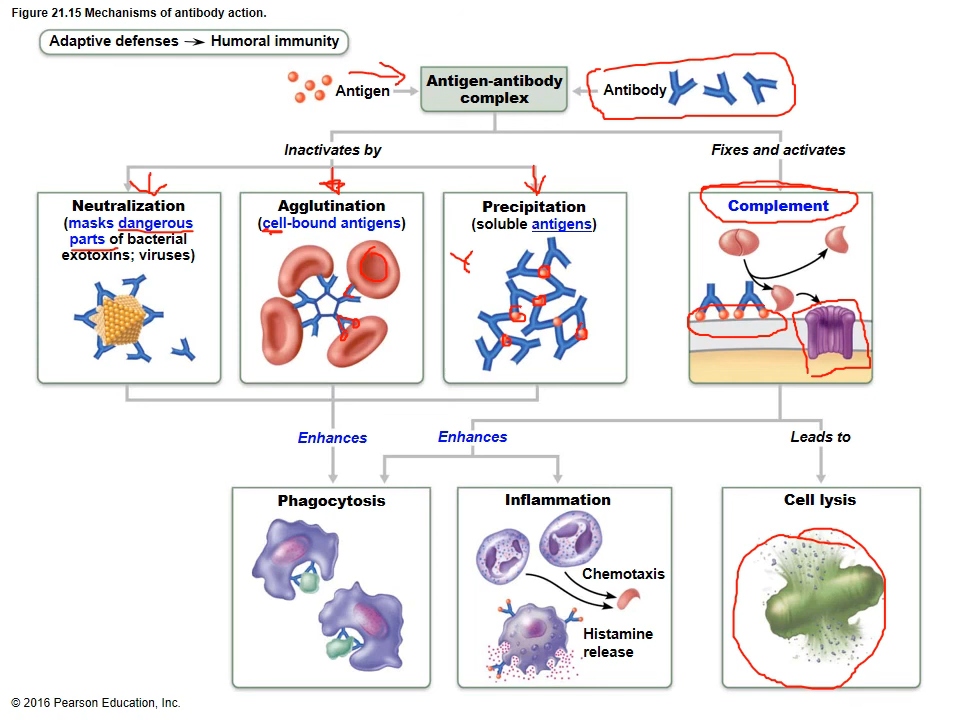 Figure 21.15 Mechanisms of antibody action.
Adaptive defenses → Humoral immunity
Antigen
Antigen-antibody
complex
Antibody
Inactivates by
Fixes and activates
Neutralization
(masks dangerous
parts of bacterial
exotoxins; viruses)
Agglutination
(cell-bound antigens)
Precipitation
(soluble antigens)
Complement
Enhances
Enhances
Leads to
Phagocytosis
Inflammation
Chemotaxis
Histamine
release
Cell lysis
© 2016 Pearson Education, Inc.